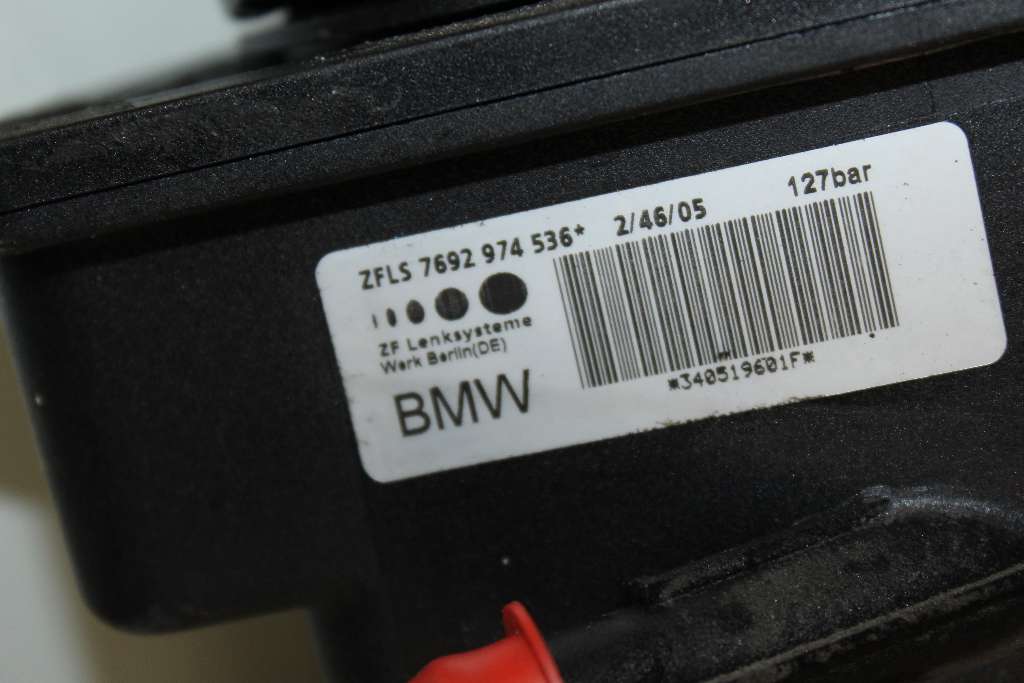 ZFLS 7692 974 536* 2/46/05 127bar
ZF Lenksysteme
Werk Berlin(DE)
BMW
*340519601F*